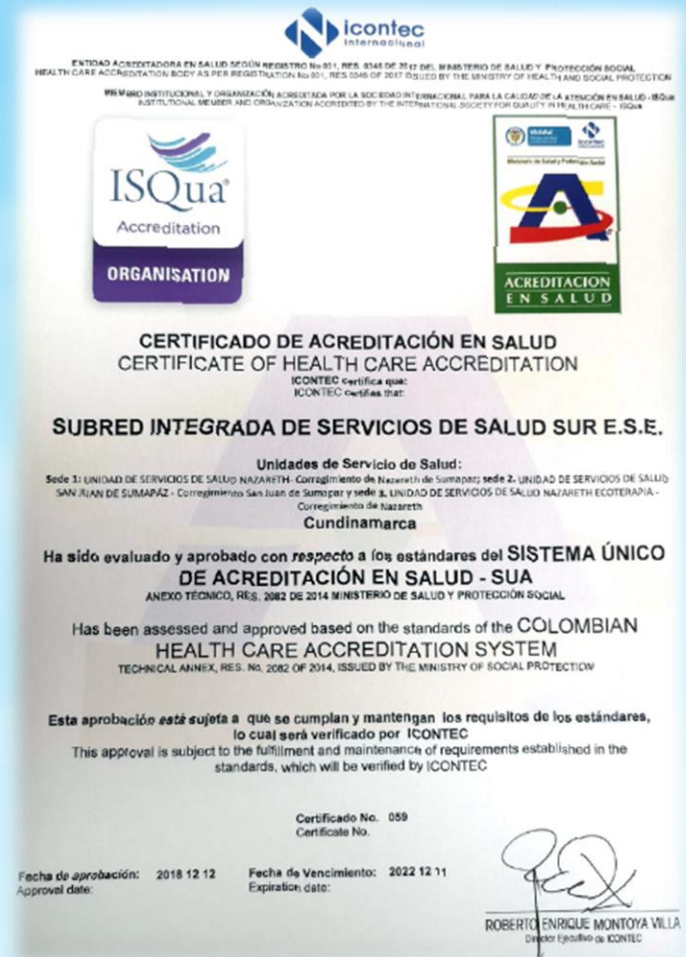 icontec
internacional
ENTIDAD ACREDITADORA EN SALUD SEGÚN REGISTRO No 001, RES. 0346 DE 2017 DEL MINISTERIO DE SALUD Y PROTECCIÓN SOCIAL
HEALTH CARE ACCREDITATION BODY AS PER REGISTRATION No 001, RES 0346 OF 2017 ISSUED BY THE MINISTRY OF HEALTH AND SOCIAL PROTECTION
MIEMBRO INSTITUCIONAL Y ORGANIZACIÓN ACREDITADA POR LA SOCIEDAD INTERNACIONAL PARA LA CALIDAD DE LA ATENCIÓN EN SALUD - ISQua
INSTITUTIONAL MEMBER AND ORGANIZATION ACCREDITED BY THE INTERNATIONAL SOCIETY FOR QUALITY IN HEALTH CARE - ISQua
ISQua
Accreditation
ORGANISATION
Ministerio de Salud y Protección Social
ACREDITACION
EN SALUD
CERTIFICADO DE ACREDITACIÓN EN SALUD
CERTIFICATE OF HEALTH CARE ACCREDITATION
ICONTEC certifica que:
ICONTEC certifies that:
SUBRED INTEGRADA DE SERVICIOS DE SALUD SUR E.S.E.
Unidades de Servicio de Salud:
Sede 1: UNIDAD DE SERVICIOS DE SALUD NAZARETH- Corregimiento de Nazareth de Sumapaz; sede 2. UNIDAD DE SERVICIOS DE SALUD
SAN JUAN DE SUMAPÁZ - Corregimiento San Juan de Sumapaz y sede 3. UNIDAD DE SERVICIOS DE SALUD NAZARETH ECOTERAPIA -
Corregimiento de Nazareth
Cundinamarca
Ha sido evaluado y aprobado con respecto a los estándares del SISTEMA ÚNICO
DE ACREDITACIÓN EN SALUD - SUA
ANEXO TÉCNICO, RES. 2082 DE 2014 MINISTERIO DE SALUD Y PROTECCIÓN SOCIAL
Has been assessed and approved based on the standards of the COLOMBIAN
HEALTH CARE ACCREDITATION SYSTEM
TECHNICAL ANNEX, RES. No. 2082 OF 2014, ISSUED BY THE MINISTRY OF SOCIAL PROTECTION
Esta aprobación está sujeta a que se cumplan y mantengan los requisitos de los estándares,
lo cual será verificado por ICONTEC
This approval is subject to the fulfillment and maintenance of requirements established in the
standards, which will be verified by ICONTEC
Certificado No. 059
Certificate No.
Fecha de aprobación: 2018 12 12 Fecha de Vencimiento: 2022 12 11
Approval date: Expiration date:
ROBERTO ENRIQUE MONTOYA VILLA
Director Ejecutivo de ICONTEC